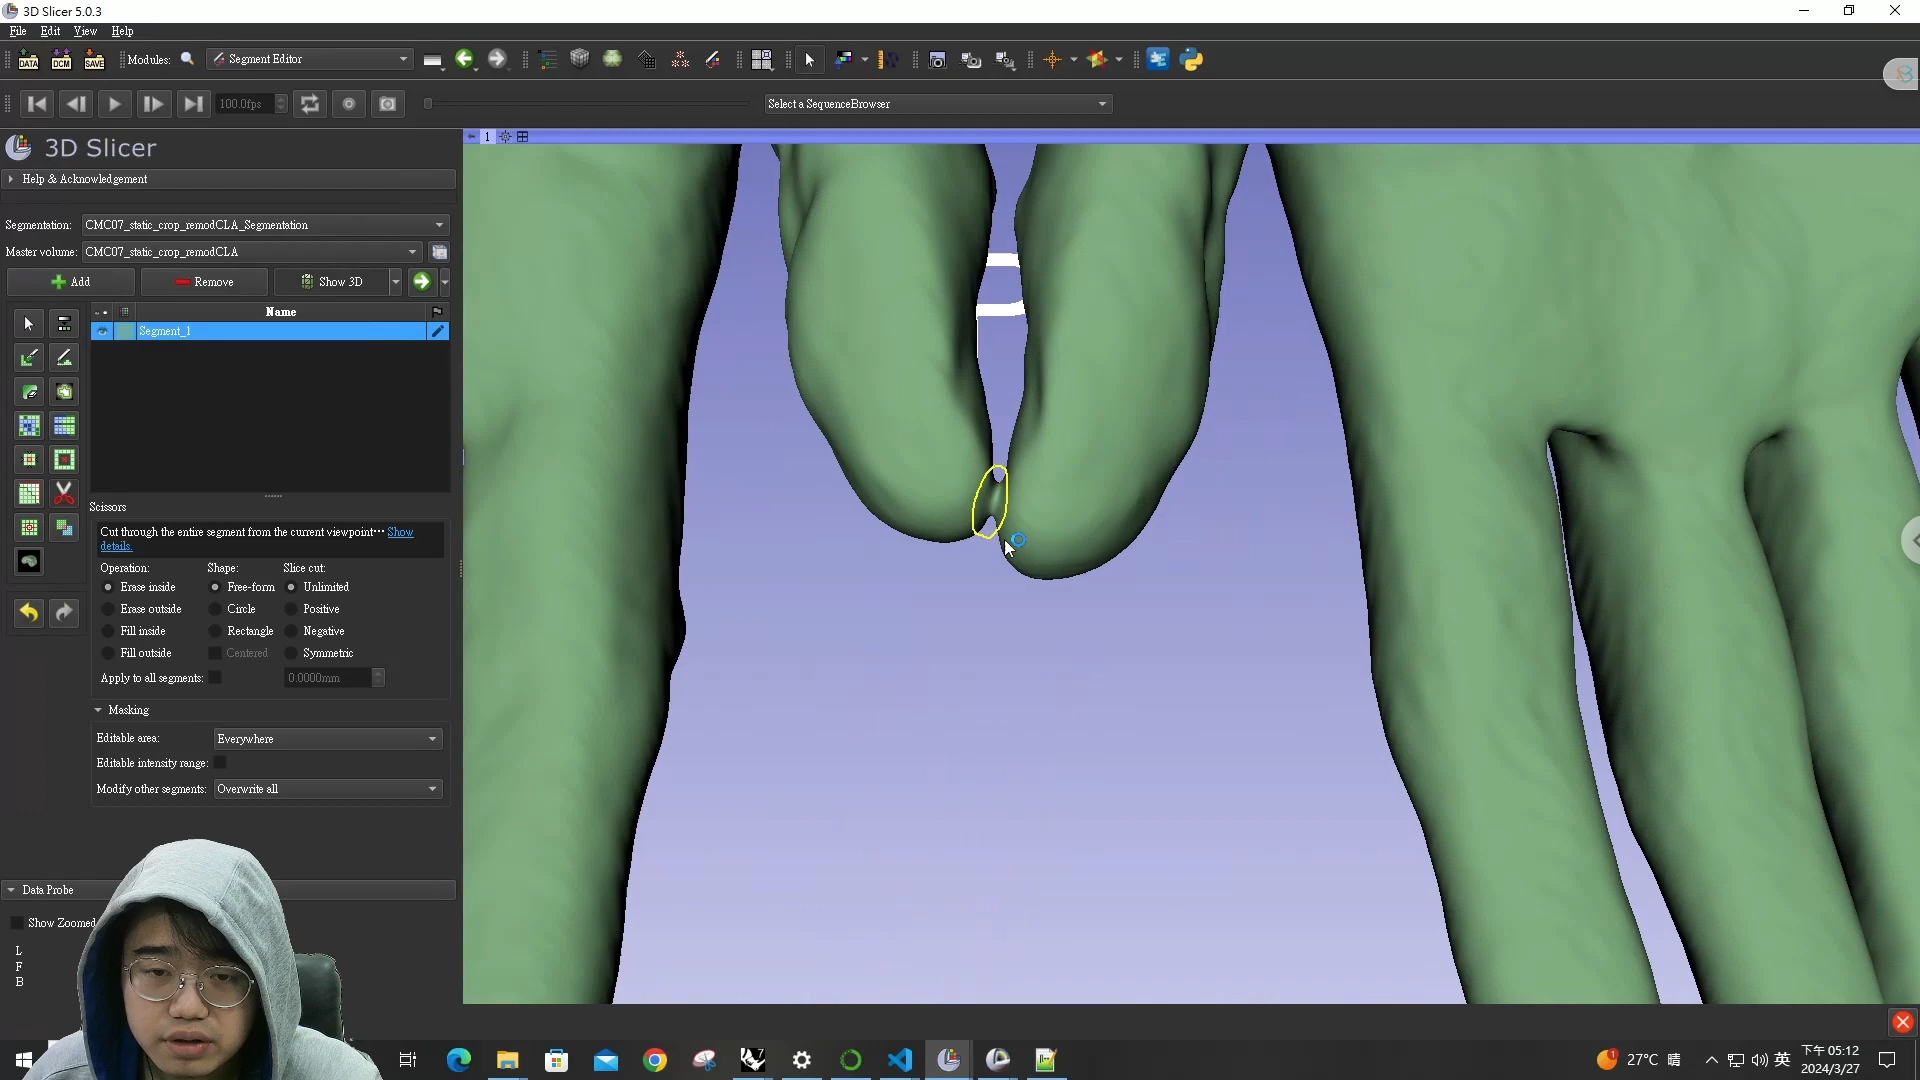 3D Slicer 5.0.3
File Edit View Help
DATA DCM SAVE Modules: Segment Editor
100.0fps Select a SequenceBrowser
3D Slicer
1
Help & Acknowledgement
Segmentation: CMC07_static_crop_remodCLA_Segmentation
Master volume: CMC07_static_crop_remodCLA
Add Remove Show 3D
Name
Segment_1
Scissors
Cut through the entire segment from the current viewpoint… Show
details.
Operation: Shape: Slice cut:
Erase inside Free-form Unlimited
Erase outside Circle Positive
Fill inside Rectangle Negative
Fill outside Centered Symmetric
Apply to all segments: 0.0000mm
Masking
Editable area: Everywhere
Editable intensity range:
Modify other segments: Overwrite all
Data Probe
Show Zoomed
L
F
B
27°C 晴 英 下午 05:12
2024/3/27